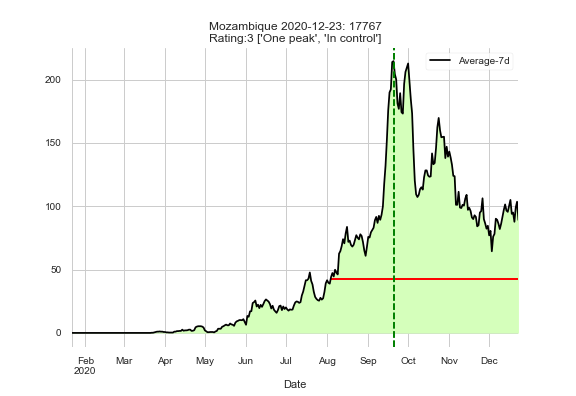 Mozambique 2020-12-23: 17767
Rating:3 ['One peak', 'In control']
Average-7d
200
150
100
50
0
Feb Mar Apr May Jun Jul Aug Sep Oct Nov Dec
2020
Date